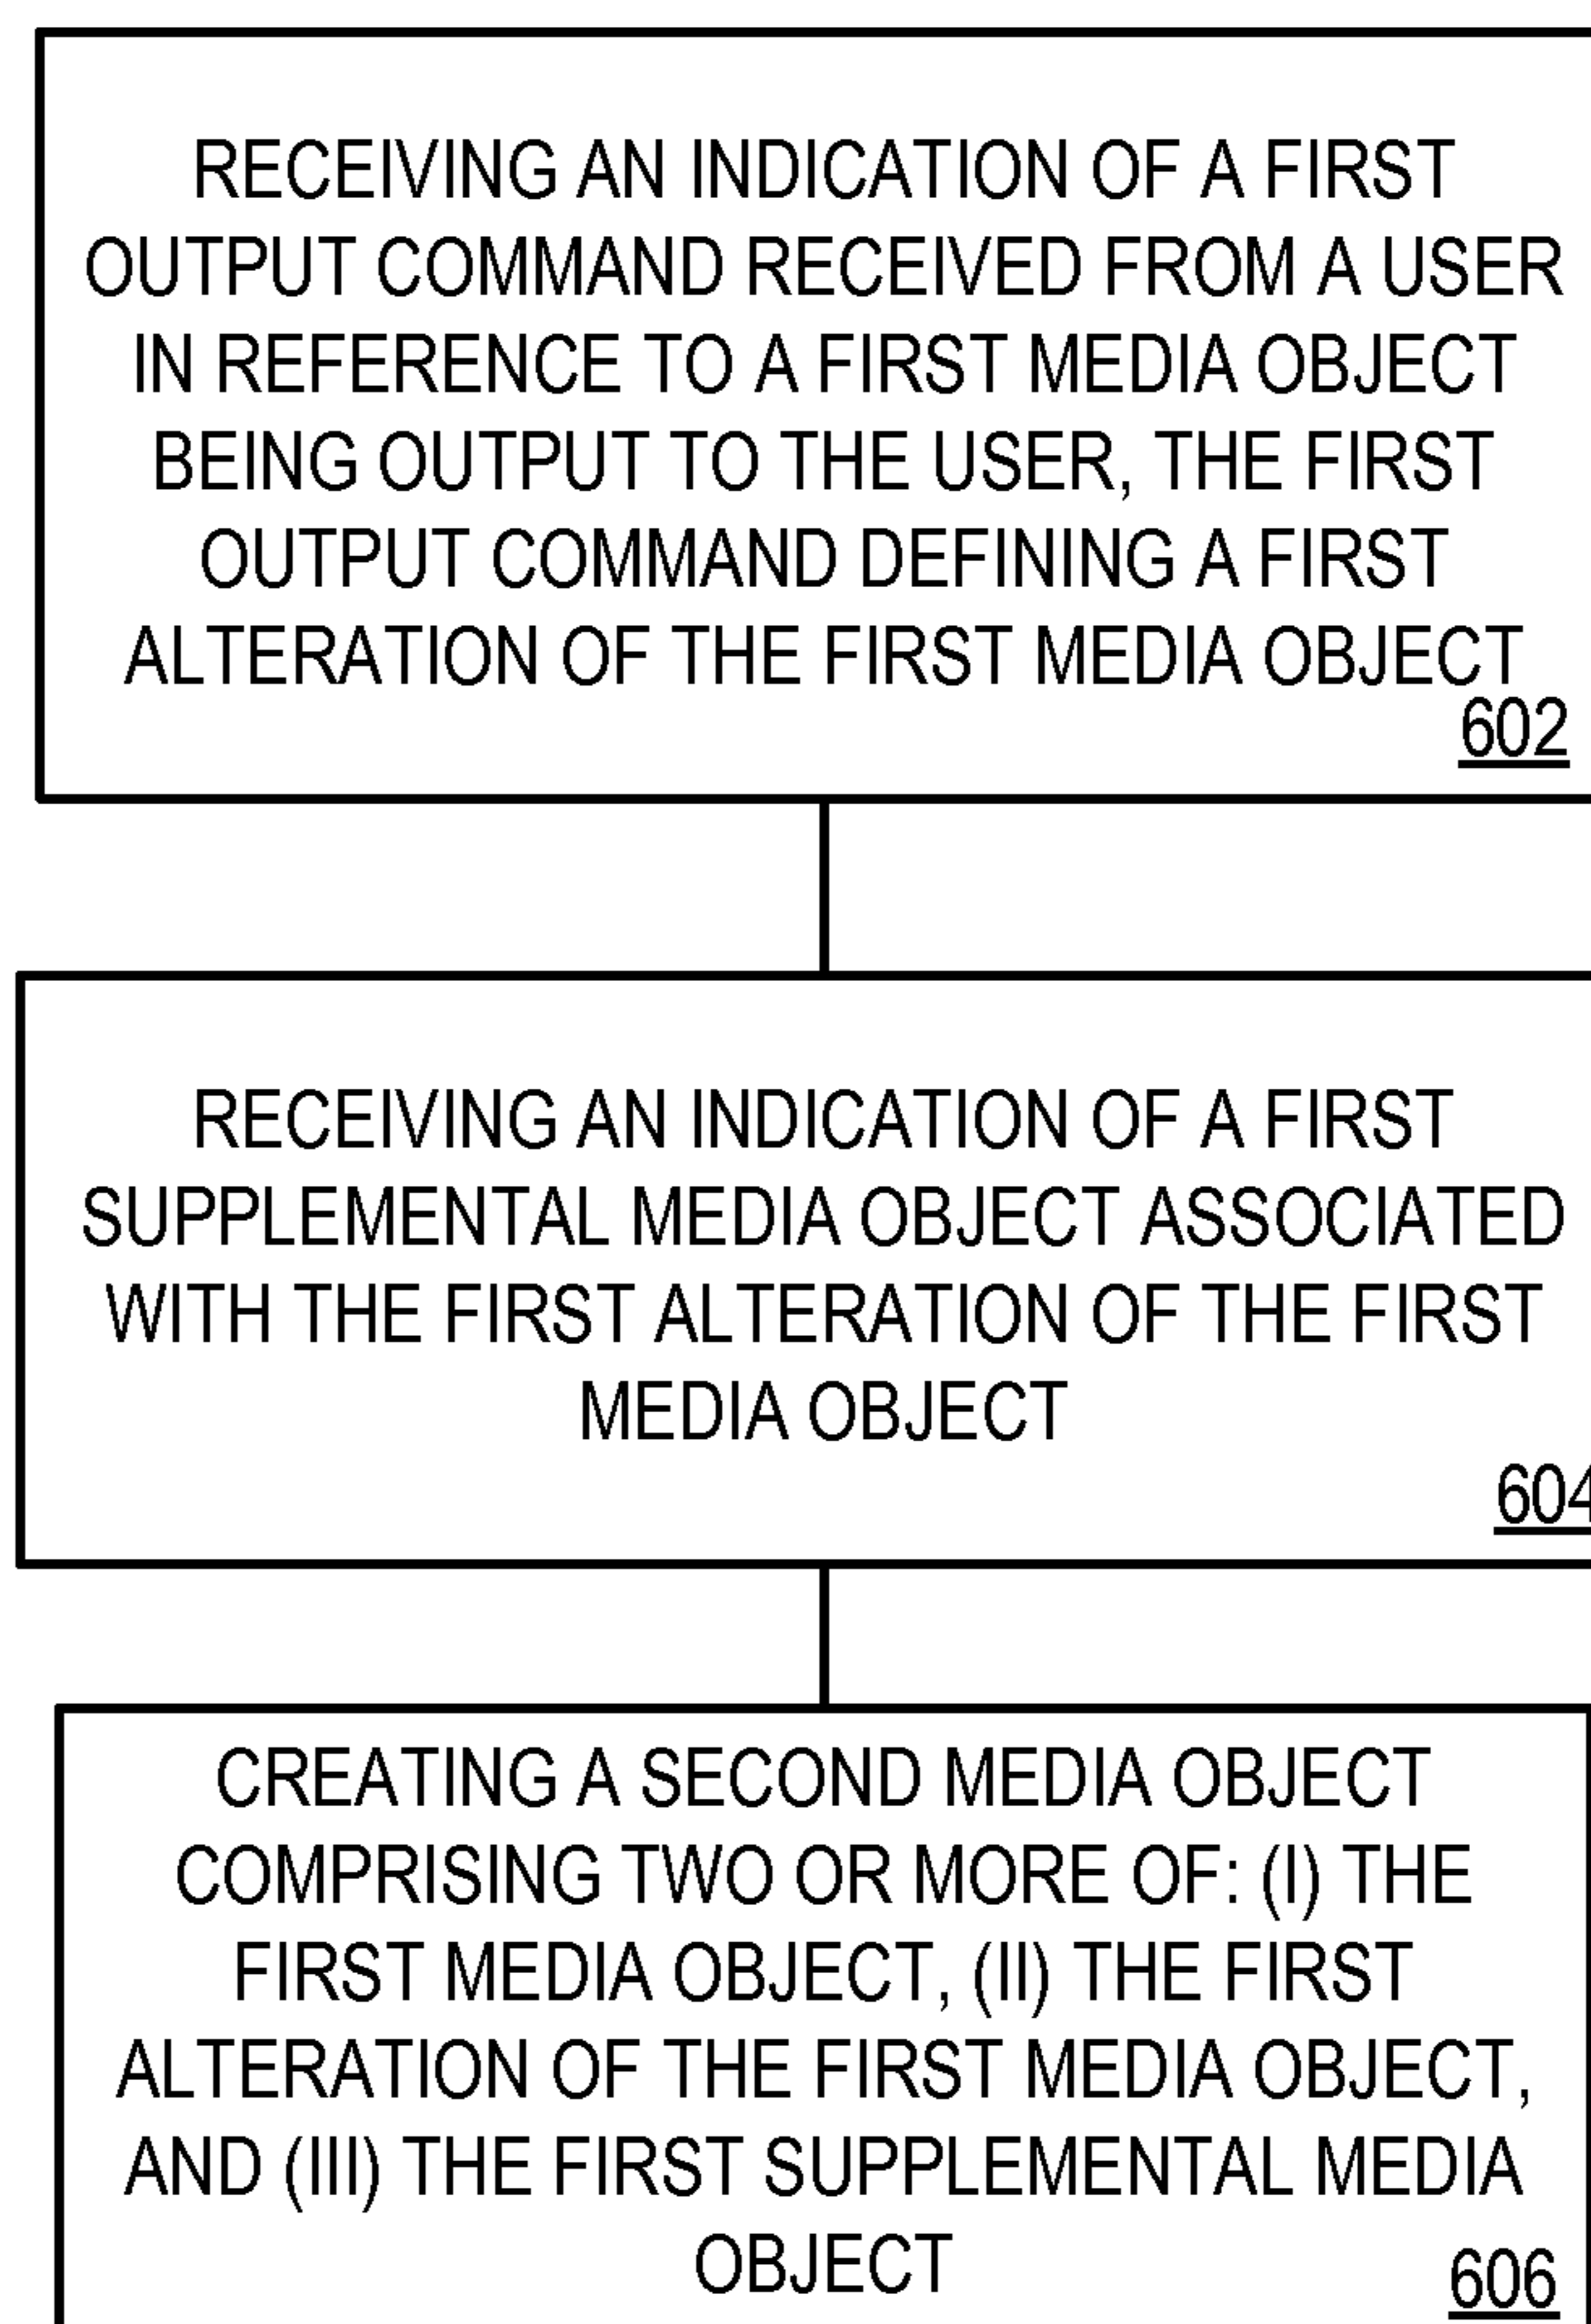 RECEIVING AN INDICATION OF A FIRST
OUTPUT COMMAND RECEIVED FROM A USER
IN REFERENCE TO A FIRST MEDIA OBJECT
BEING OUTPUT TO THE USER, THE FIRST
OUTPUT COMMAND DEFINING A FIRST
ALTERATION OF THE FIRST MEDIA OBJECT
602
RECEIVING AN INDICATION OF A FIRST
SUPPLEMENTAL MEDIA OBJECT ASSOCIATED
WITH THE FIRST ALTERATION OF THE FIRST
MEDIA OBJECT
604
CREATING A SECOND MEDIA OBJECT
COMPRISING TWO OR MORE OF: (I) THE
FIRST MEDIA OBJECT, (II) THE FIRST
ALTERATION OF THE FIRST MEDIA OBJECT,
AND (III) THE FIRST SUPPLEMENTAL MEDIA
OBJECT
606